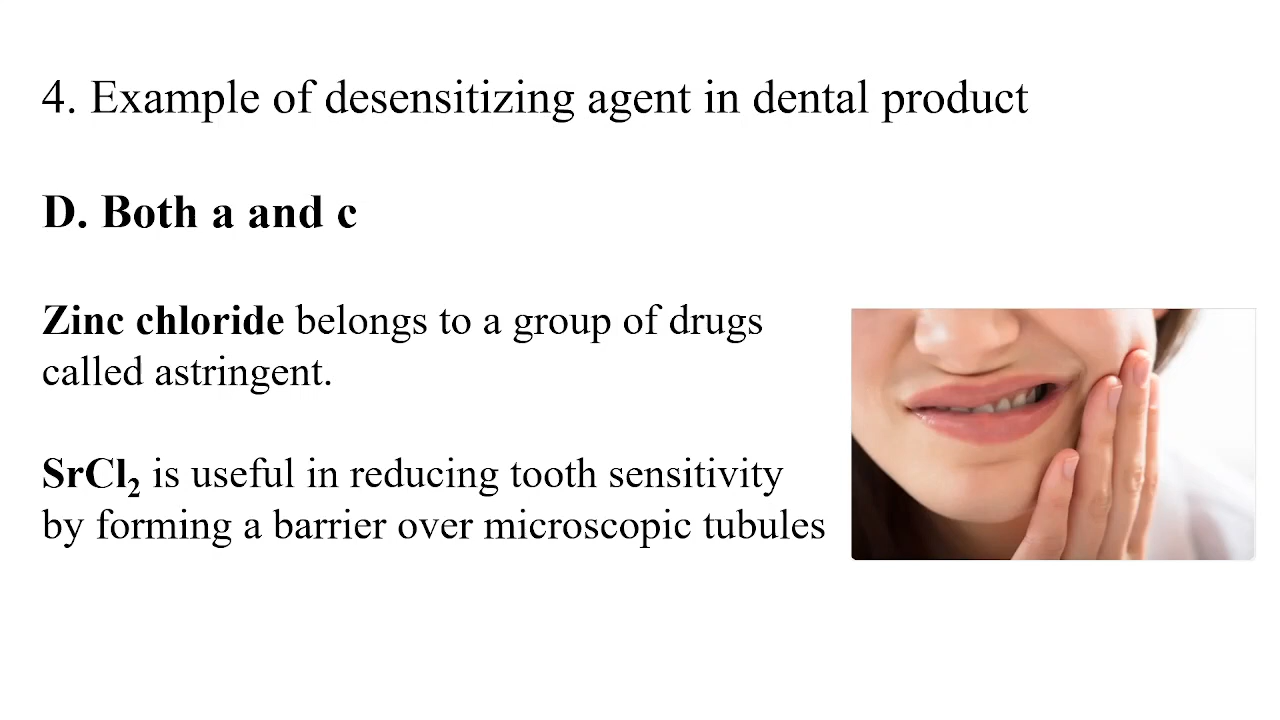 4. Example of desensitizing agent in dental product
D. Both a and c
Zinc chloride belongs to a group of drugs
called astringent.
SrCl₂ is useful in reducing tooth sensitivity
by forming a barrier over microscopic tubules